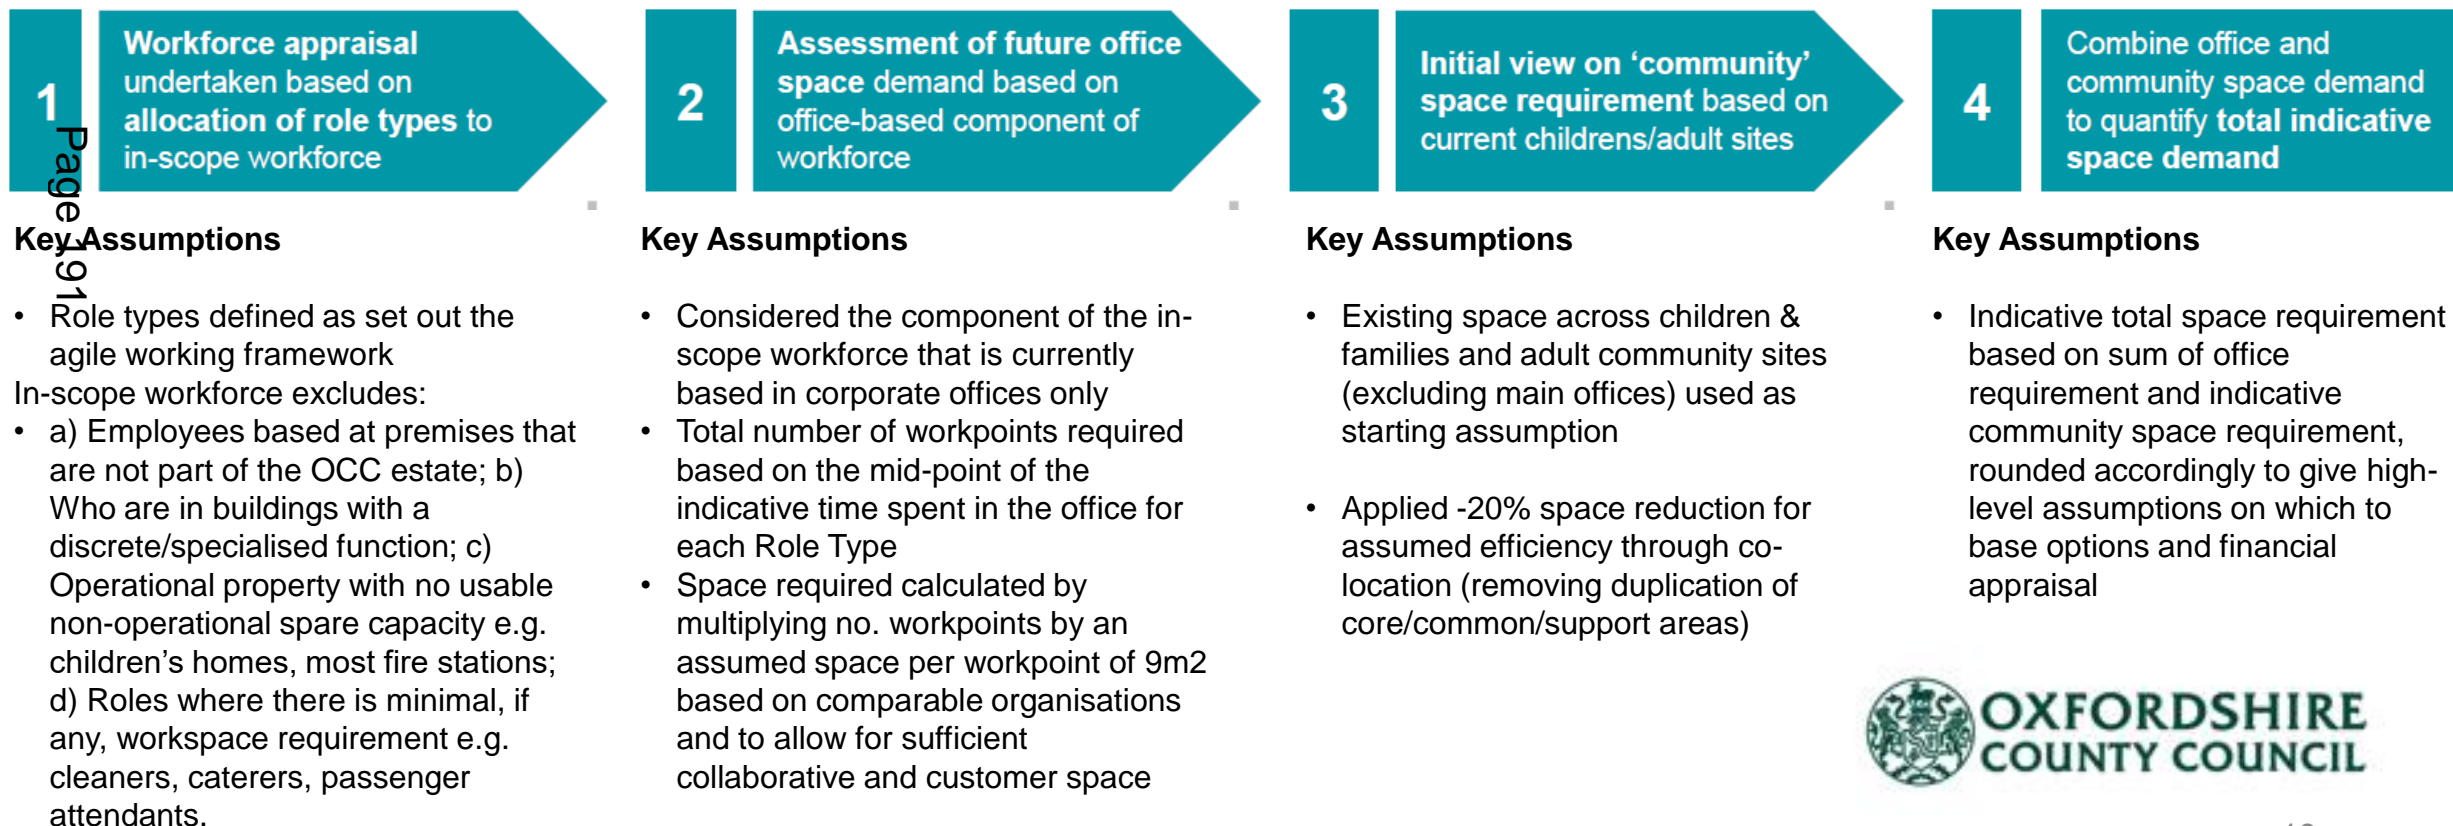 1
Workforce appraisal
undertaken based on
allocation of role types to
in-scope workforce
2
Assessment of future office
space demand based on
office-based component of
workforce
3
Initial view on ‘community’
space requirement based on
current childrens/adult sites
4
Combine office and
community space demand
to quantify total indicative
space demand
Page 191
Key Assumptions
• Role types defined as set out the
agile working framework
In-scope workforce excludes:
• a) Employees based at premises that
are not part of the OCC estate; b)
Who are in buildings with a
discrete/specialised function; c)
Operational property with no usable
non-operational spare capacity e.g.
children’s homes, most fire stations;
d) Roles where there is minimal, if
any, workspace requirement e.g.
cleaners, caterers, passenger
attendants.
Key Assumptions
• Considered the component of the in-
scope workforce that is currently
based in corporate offices only
• Total number of workpoints required
based on the mid-point of the
indicative time spent in the office for
each Role Type
• Space required calculated by
multiplying no. workpoints by an
assumed space per workpoint of 9m2
based on comparable organisations
and to allow for sufficient
collaborative and customer space
Key Assumptions
• Existing space across children &
families and adult community sites
(excluding main offices) used as
starting assumption
• Applied -20% space reduction for
assumed efficiency through co-
location (removing duplication of
core/common/support areas)
Key Assumptions
• Indicative total space requirement
based on sum of office
requirement and indicative
community space requirement,
rounded accordingly to give high-
level assumptions on which to
base options and financial
appraisal
OXFORDSHIRE
COUNTY COUNCIL